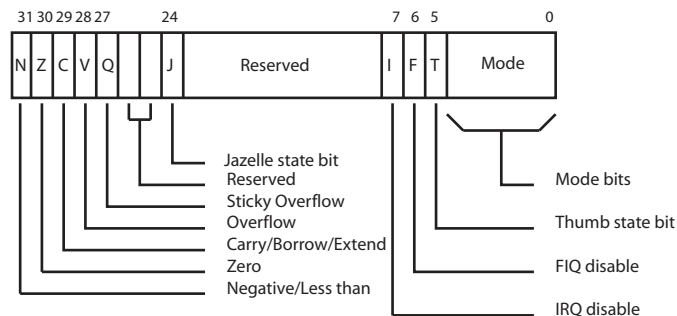 31 30 29 28 27 24 7 6 5 0
N Z C V Q J Reserved I F T Mode
Jazelle state bit
Reserved Mode bits
Sticky Overflow
Overflow Thumb state bit
Carry/Borrow/Extend
Zero FIQ disable
Negative/Less than
IRQ disable